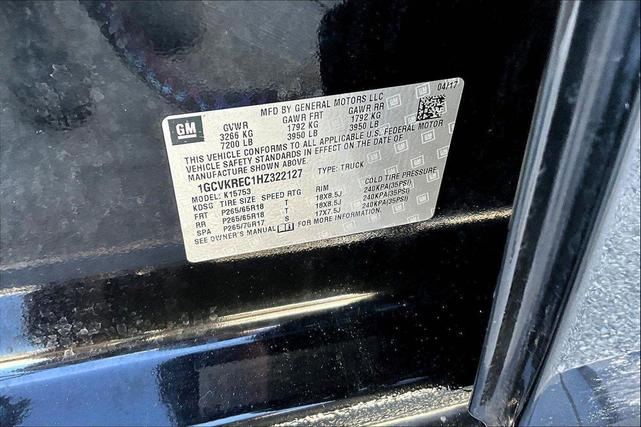 04/17
MFD BY GENERAL MOTORS LLC
GM GVWR GAWR FRT GAWR RR
3266 KG 1792 KG 1792 KG
7200 LB 3950 LB 3950 LB
THIS VEHICLE CONFORMS TO ALL APPLICABLE U.S. FEDERAL MOTOR
VEHICLE SAFETY STANDARDS IN EFFECT ON THE DATE OF
MANUFACTURE SHOWN ABOVE.
1GCVKREC1HZ322127 TYPE: TRUCK
MODEL: K15753
KDSG TIRE SIZE SPEED RTG RIM COLD TIRE PRESSURE
FRT P265/65R18 T 18X8.5J 240KPA(35PSI)
RR P265/65R18 T 18X8.5J 240KPA(35PSI)
SPA P265/70R17 S 17X7.5J 240KPA(35PSI)
SEE OWNER'S MANUAL FOR MORE INFORMATION.